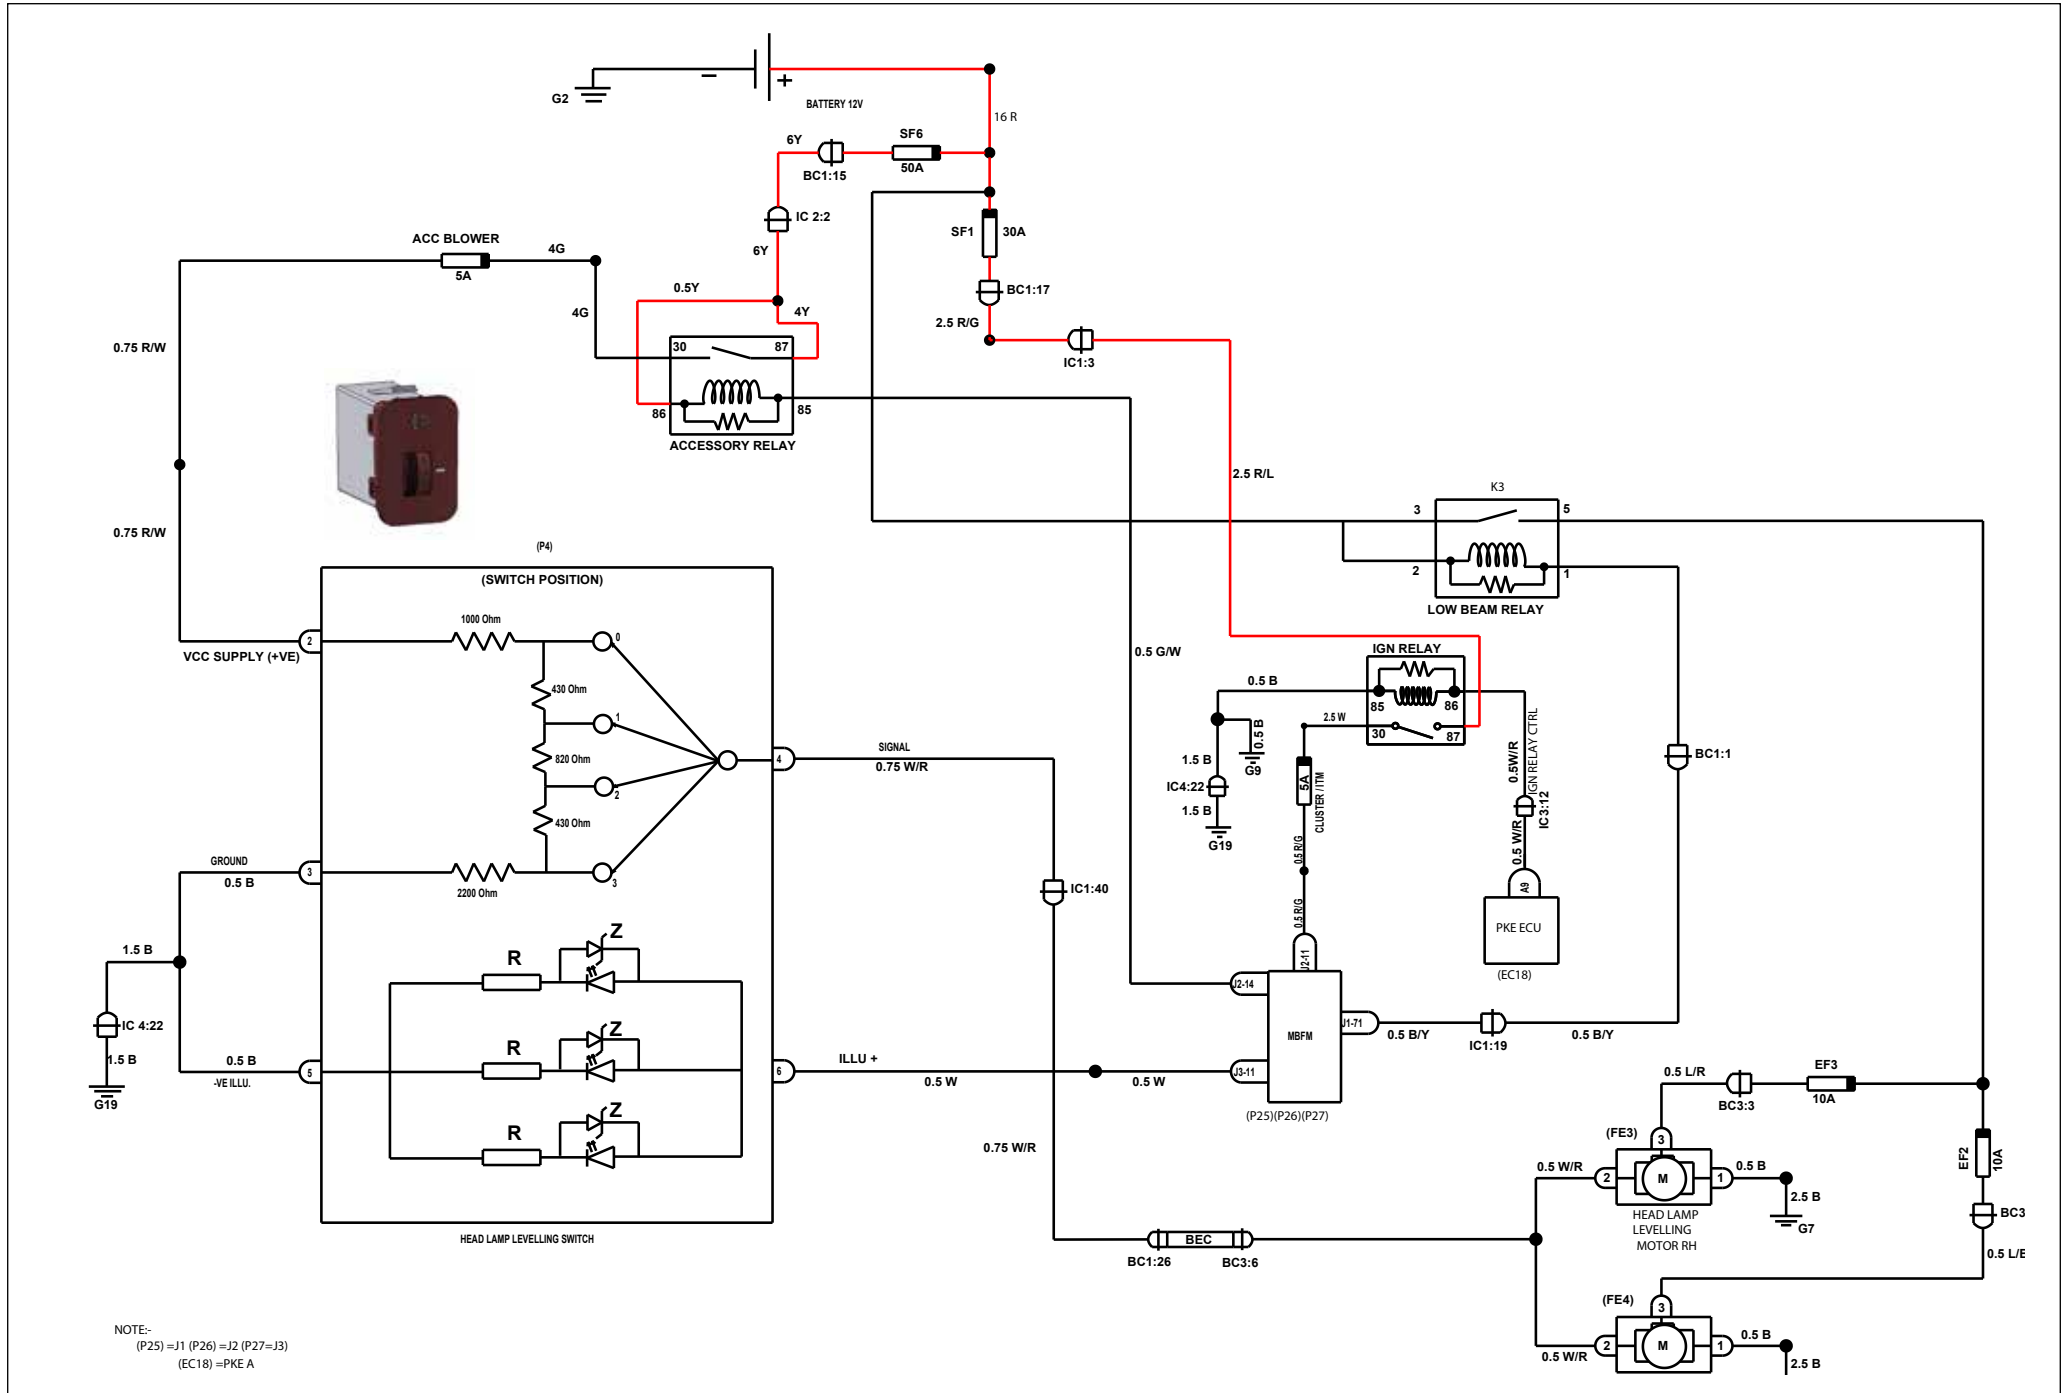 G2
−
+
BATTERY 12V
16 R
6Y
SF6
BC1:15
50A
IC 2:2
SF1
30A
ACC BLOWER
4G
5A
6Y
0.5Y
BC1:17
4G
4Y
2.5 R/G
30
87
IC1:3
0.75 R/W
86
85
ACCESSORY RELAY
2.5 R/L
K3
3
5
2
1
LOW BEAM RELAY
0.75 R/W
(P4)
(SWITCH POSITION)
1000 Ohm
0
2
VCC SUPPLY (+VE)
430 Ohm
1
820 Ohm
2
430 Ohm
3
2200 Ohm
4
SIGNAL
0.75 W/R
0.5 G/W
IGN RELAY
0.5 B
85
86
2.5 W
30
87
0.5 B
G9
1.5 B
IC4:22
1.5 B
G19
5A
CLUSTER /ITM
0.5W/R
IGN RELAY CTRL
IC3:12
0.5 W/R
BC1:1
GROUND
0.5 B
3
0.5 R/G
IC1:40
A9
PKE ECU
(EC18)
0.5 R/G
1.5 B
Z
R
J2-11
J2-14
IC 4:22
1.5 B
G19
Z
R
MBFM
J1-71
0.5 B/Y
IC1:19
0.5 B/Y
0.5 B
-VE ILLU.
5
6
ILLU +
0.5 W
0.5 W
J3-11
(P25)(P26)(P27)
Z
R
0.5 L/R
BC3:3
EF3
10A
(FE3)
3
0.5 W/R
2
M
1
0.5 B
2.5 B
G7
HEAD LAMP
LEVELLING
MOTOR RH
EF2
10A
BC3
0.5 L/E
0.75 W/R
HEAD LAMP LEVELLING SWITCH
BEC
BC1:26
BC3:6
(FE4)
3
2
M
1
0.5 W/R
0.5 B
2.5 B
NOTE:-
(P25) =J1 (P26) =J2 (P27=J3)
(EC18) =PKE A